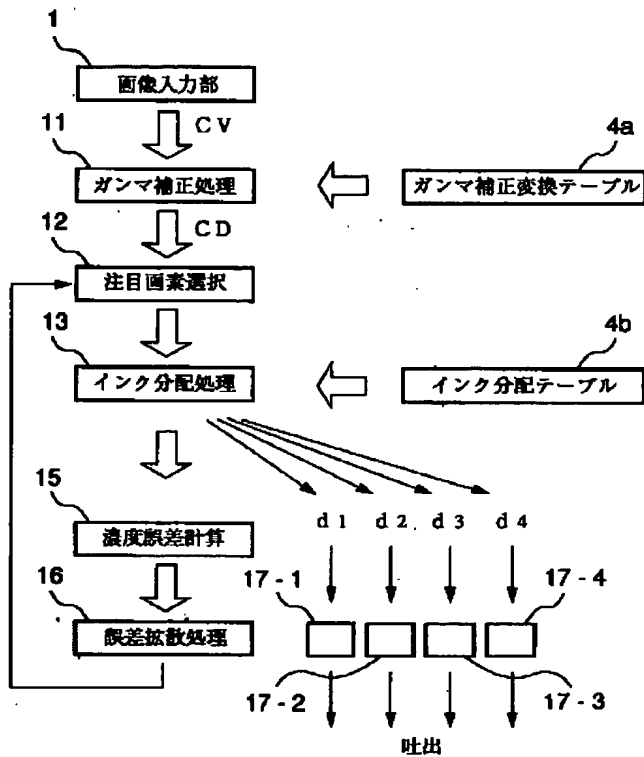 1
画像入力部
CV
11
ガンマ補正処理
4a
ガンマ補正変換テーブル
CD
12
注目画素選択
13
インク分配処理
4b
インク分配テーブル
15
濃度誤差計算
d1 d2 d3 d4
16
誤差拡散処理
17-1
17-4
17-2
17-3
吐出